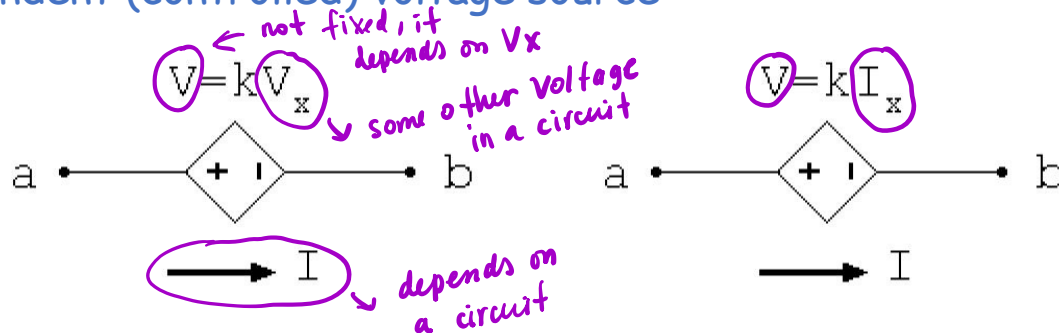 (controlled) voltage source
not fixed, it
depends on Vx
V=kVx
some other voltage
in a circuit
a + - b
I
depends on
a circuit
V=kIx
a + - b
I